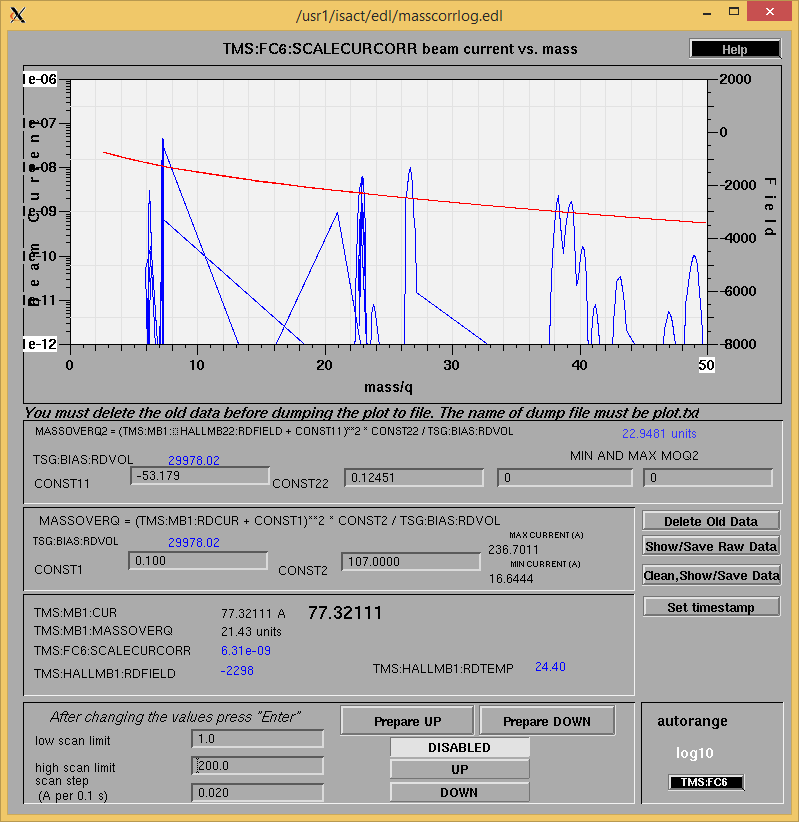 /usr1/isact/edl/masscorrlog.edl
TMS:FC6:SCALECURCORR beam current vs. mass
Help
1e-06
1e-07
1e-08
1e-09
1e-10
1e-11
1e-12
Beam Current
2000
0
-2000
-4000
-6000
-8000
Field
0 10 20 30 40 50
mass/q
You must delete the old data before dumping the plot to file. The name of dump file must be plot.txt
MASSOVERQ2 = (TMS:MB1: HALLMB22:RDFIELD + CONST11)**2 * CONST22 / TSG:BIAS:RDVOL
22.9481 units
TSG:BIAS:RDVOL 29978.02
MIN AND MAX MOQ2
CONST11 -53.179 CONST22 0.12451 0 0
MASSOVERQ = (TMS:MB1:RDCUR + CONST1)**2 * CONST2 / TSG:BIAS:RDVOL
TSG:BIAS:RDVOL 29978.02
MAX CURRENT (A)
236.7011
CONST1 0.100 CONST2 107.0000
MIN CURRENT (A)
16.6444
Delete Old Data
Show/Save Raw Data
Clean,Show/Save Data
Set timestamp
TMS:MB1:CUR 77.32111 A 77.32111
TMS:MB1:MASSOVERQ 21.43 units
TMS:FC6:SCALECURCORR 6.31e-09
TMS:HALLMB1:RDFIELD -2298
TMS:HALLMB1:RDTEMP 24.40
After changing the values press "Enter"
low scan limit 1.0
high scan limit 200.0
scan step
(A per 0.1 s) 0.020
Prepare UP Prepare DOWN
DISABLED
UP
DOWN
autorange
log10
TMS:FC6